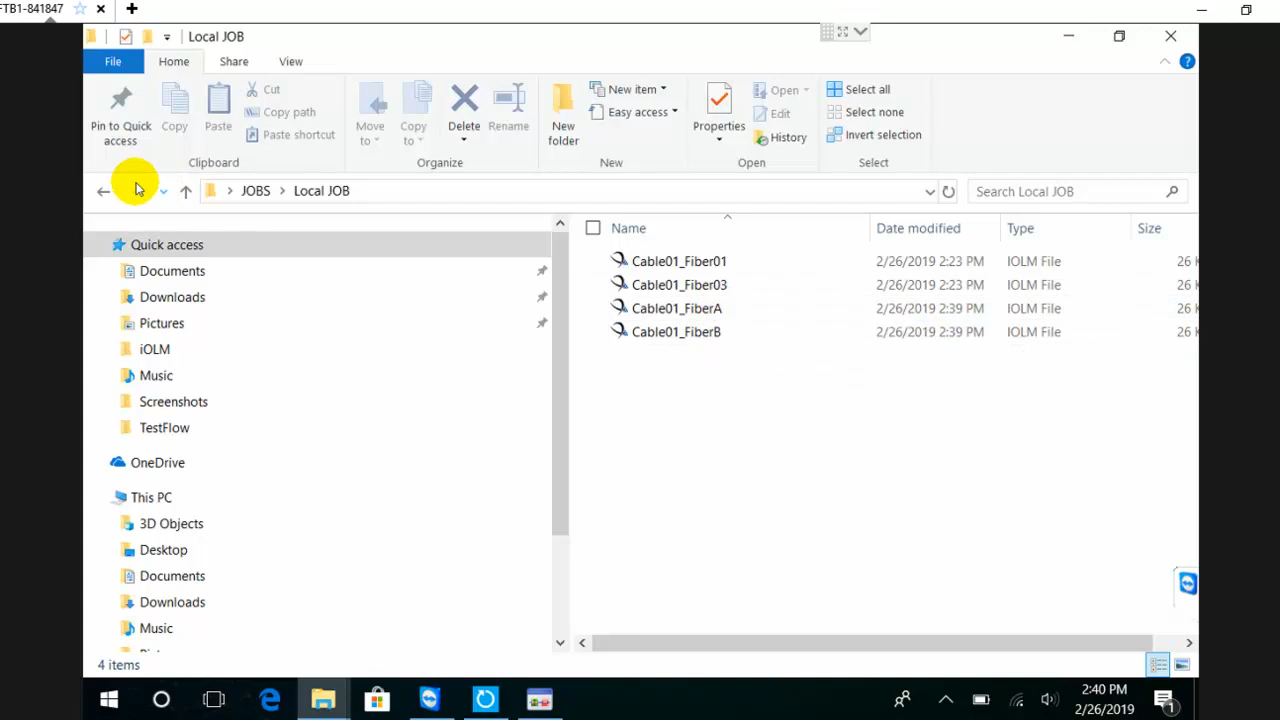 FTB1-841847
Local JOB
File Home Share View
Pin to Quick access
Copy
Paste
Cut
Copy path
Paste shortcut
Clipboard
Move to
Copy to
Delete
Rename
Organize
New folder
New item
Easy access
New
Properties
Open
Edit
History
Open
Select all
Select none
Invert selection
Select
JOBS Local JOB
Search Local JOB
Name Date modified Type Size
Cable01_Fiber01 2/26/2019 2:23 PM IOLM File 26 K
Cable01_Fiber03 2/26/2019 2:23 PM IOLM File 26 K
Cable01_FiberA 2/26/2019 2:39 PM IOLM File 26 K
Cable01_FiberB 2/26/2019 2:39 PM IOLM File 26 K
Quick access
Documents
Downloads
Pictures
iOLM
Music
Screenshots
TestFlow
OneDrive
This PC
3D Objects
Desktop
Documents
Downloads
Music
4 items
2:40 PM
2/26/2019
1